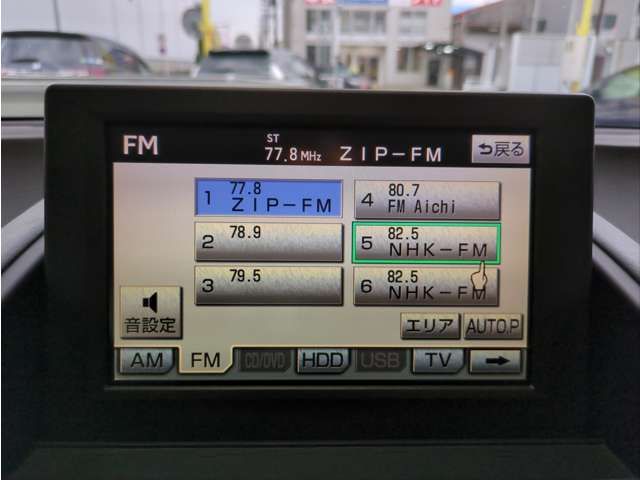 FM
ST
77.8 MHz ZIP-FM
戻る
1 77.8 ZIP-FM
4 80.7 FM Aichi
2 78.9
5 82.5 NHK-FM
3 79.5
6 82.5 NHK-FM
音設定
エリア AUTO.P
AM FM CD/DVD HDD USB TV